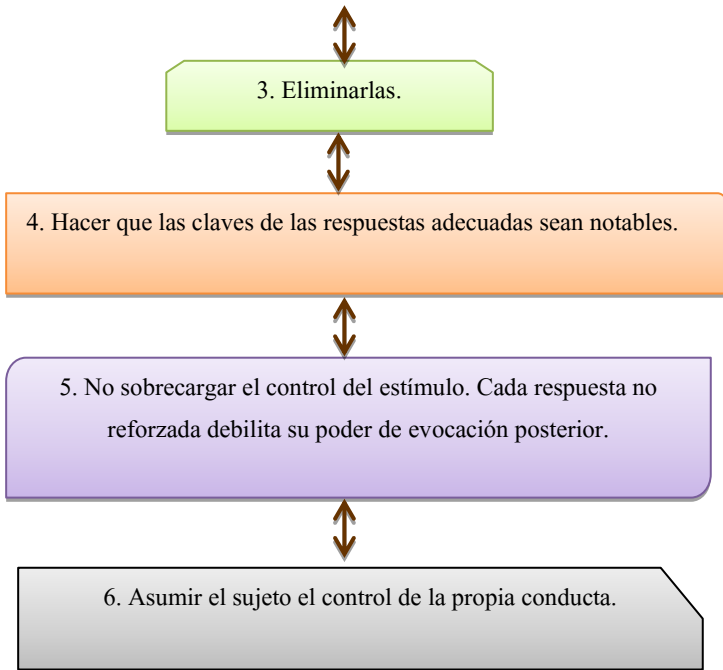 3. Eliminarlas.
4. Hacer que las claves de las respuestas adecuadas sean notables.
5. No sobrecargar el control del estímulo. Cada respuesta no
reforzada debilita su poder de evocación posterior.
6. Asumir el sujeto el control de la propia conducta.